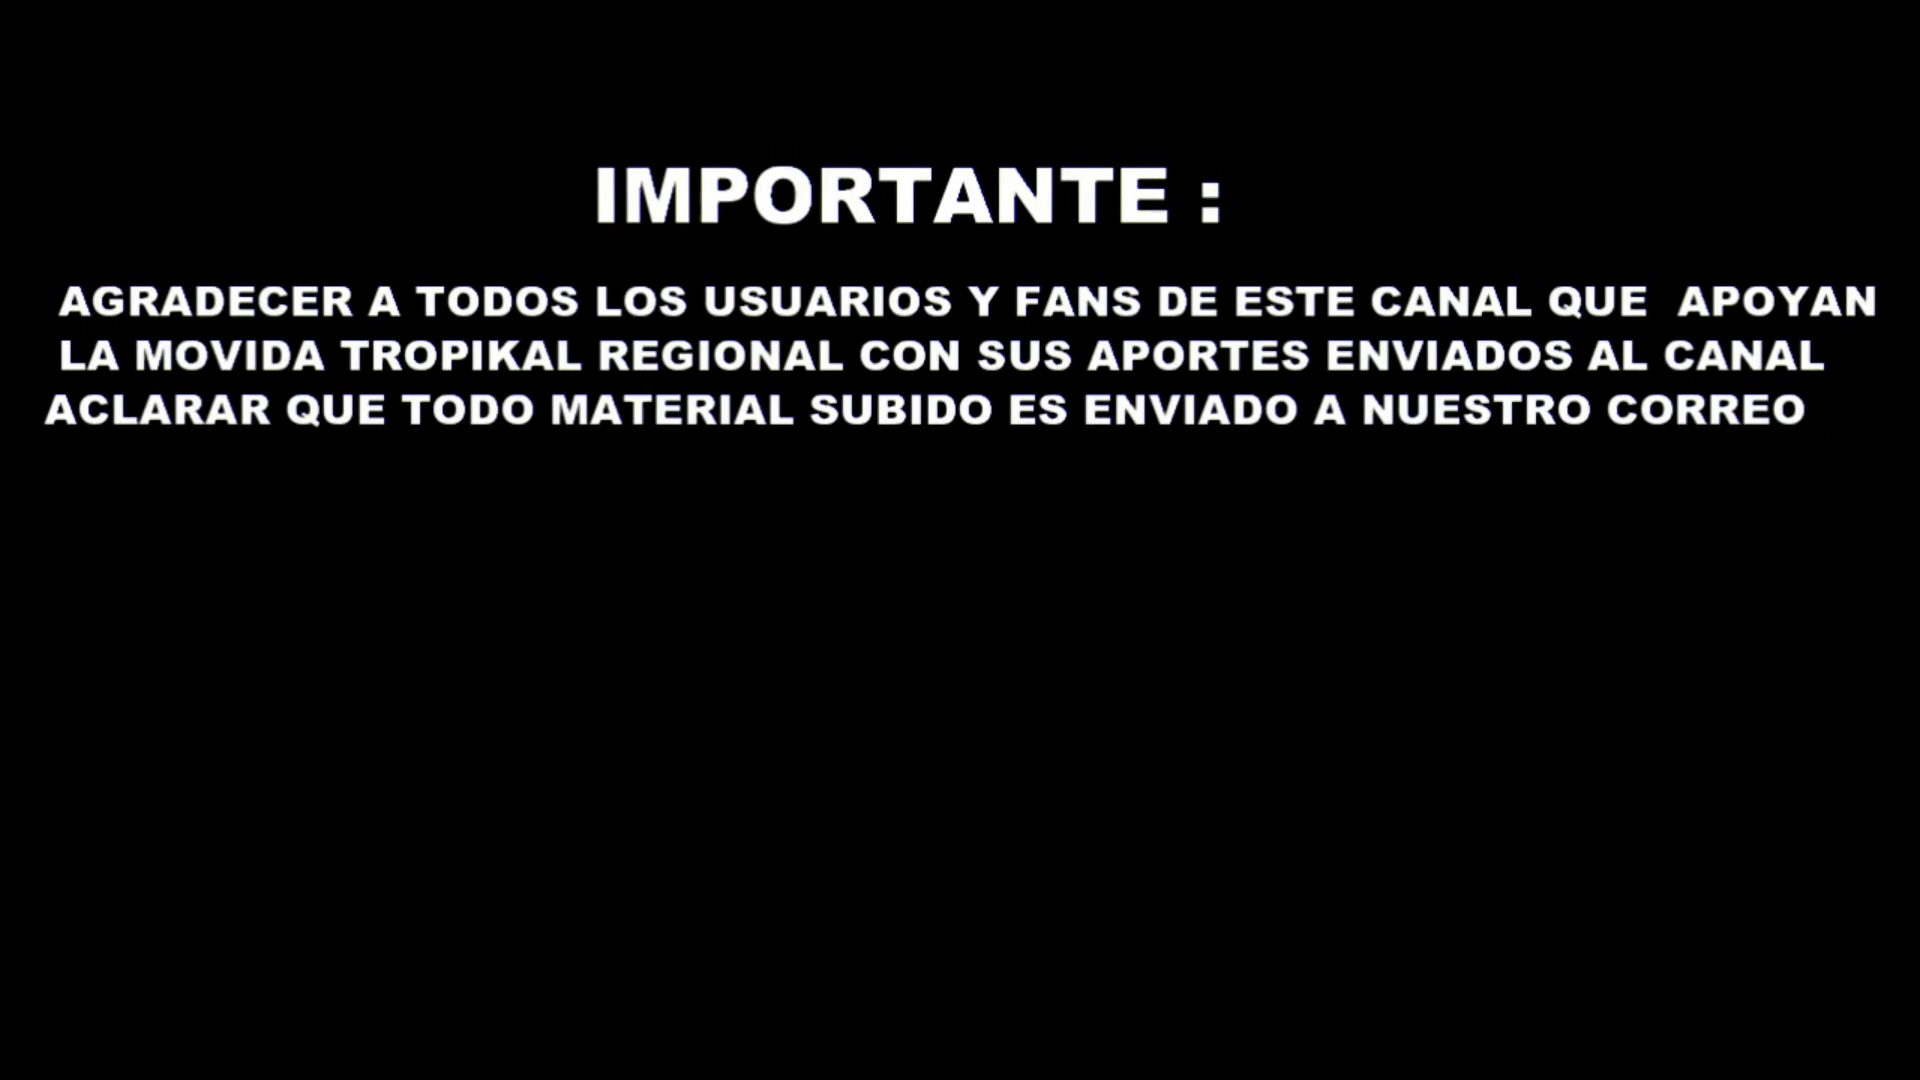 IMPORTANTE :
AGRADECER A TODOS LOS USUARIOS Y FANS DE ESTE CANAL QUE  APOYAN
LA MOVIDA TROPIKAL REGIONAL CON SUS APORTES ENVIADOS AL CANAL
ACLARAR QUE TODO MATERIAL SUBIDO ES ENVIADO A NUESTRO CORREO